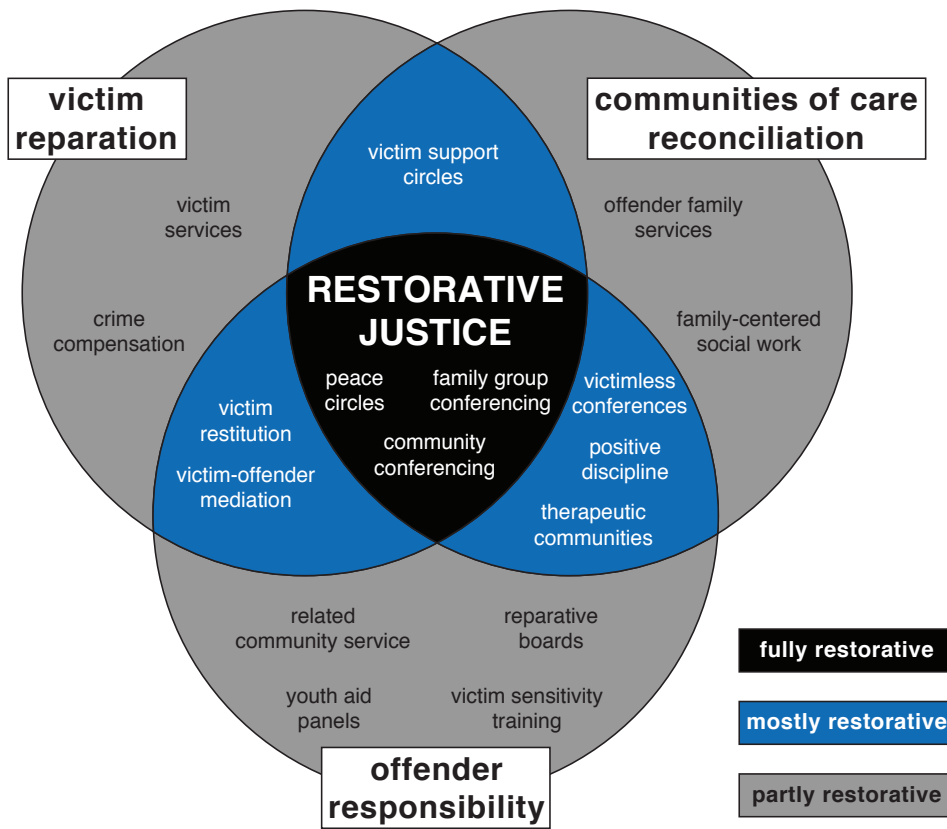 victim
reparation
communities of care
reconciliation
victim support
circles
victim
services
offender family
services
crime
compensation
family-centered
social work
RESTORATIVE
JUSTICE
peace
circles
family group
conferencing
community
conferencing
victim
restitution
victim-offender
mediation
victimless
conferences
positive
discipline
therapeutic
communities
related
community service
reparative
boards
youth aid
panels
victim sensitivity
training
offender
responsibility
fully restorative
mostly restorative
partly restorative